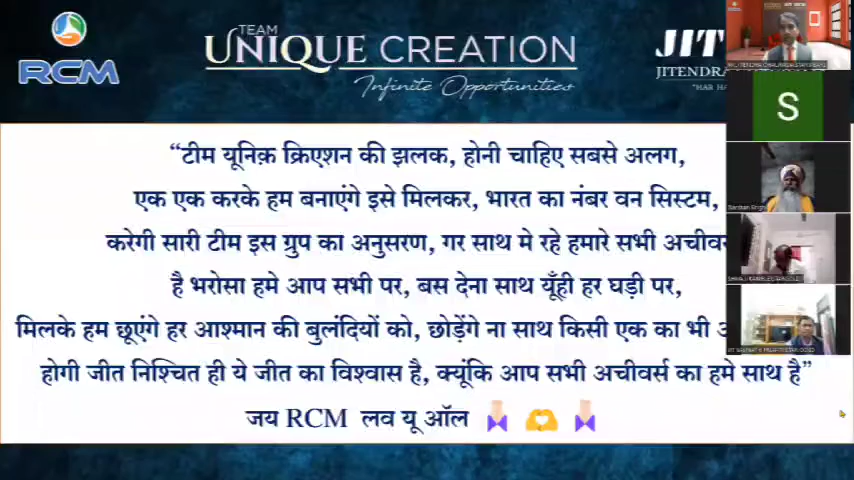 RCM
TEAM
UNIQUE CREATION
Infinite Opportunities
JIT
JITENDRA
"HAR HA
“टीम यूनिक़ क्रिएशन की झलक, होनी चाहिए सबसे अलग,
एक एक करके हम बनाएंगे इसे मिलकर, भारत का नंबर वन सिस्टम,
करेगी सारी टीम इस ग्रुप का अनुसरण, गर साथ मे रहे हमारे सभी अचीवर
है भरोसा हमे आप सभी पर, बस देना साथ यूँही हर घड़ी पर,
मिलके हम छूएंगे हर आश्मान की बुलंदियों को, छोड़ेंगे ना साथ किसी एक का भी
होगी जीत निश्चित ही ये जीत का विश्वास है, क्यूंकि आप सभी अचीवर्स का हमे साथ है”
जय RCM लव यू ऑल
S